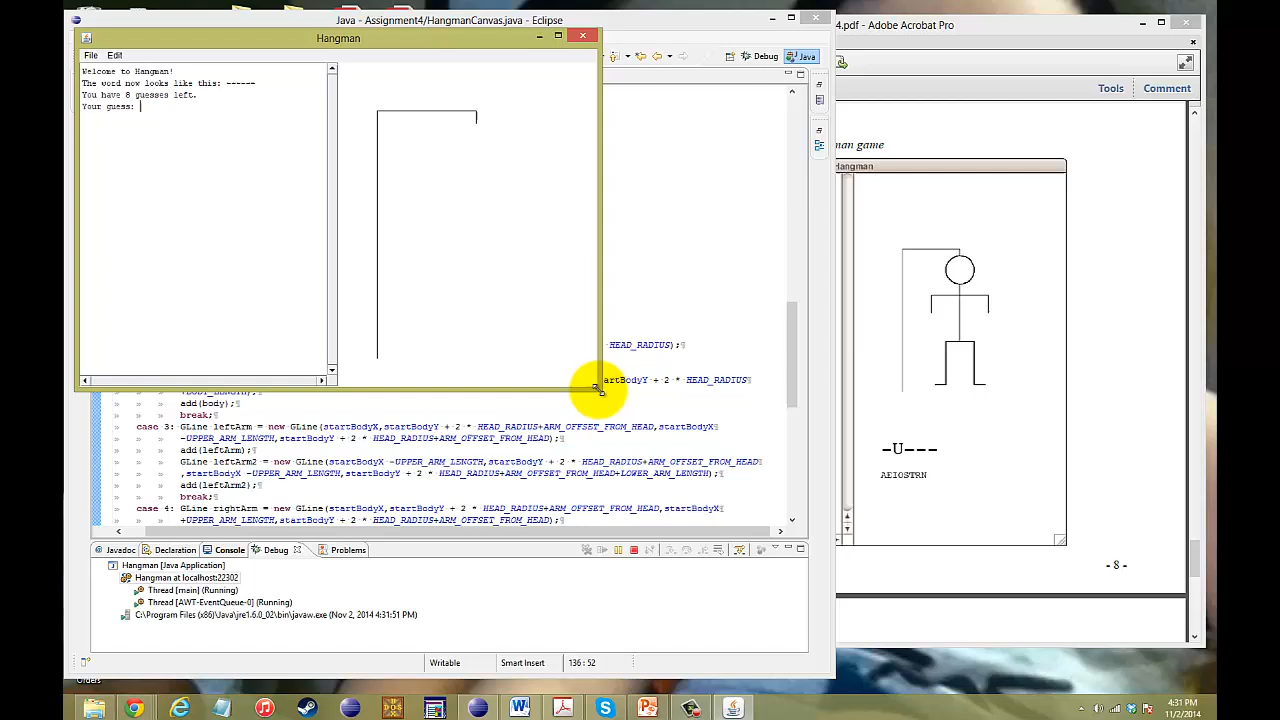 Java - Assignment4/HangmanCanvas.java - Eclipse
4.pdf - Adobe Acrobat Pro
Hangman
File Edit
Debug Java
Welcome to Hangman!
The word now looks like this: ------
You have 8 guesses left.
Your guess:
Tools Comment
man game
Hangman
-U---
AEIOSTRN
- 8 -
HEAD_RADIUS);
artBodyY + 2 * HEAD_RADIUS
+BODY_LENGTH);
add(body);
break;
case 3: GLine leftArm = new GLine(startBodyX,startBodyY + 2 * HEAD_RADIUS+ARM_OFFSET_FROM_HEAD,startBodyX
-UPPER_ARM_LENGTH,startBodyY + 2 * HEAD_RADIUS+ARM_OFFSET_FROM_HEAD);
add(leftArm);
GLine leftArm2 = new GLine(startBodyX -UPPER_ARM_LENGTH,startBodyY + 2 * HEAD_RADIUS+ARM_OFFSET_FROM_HEAD
,startBodyX -UPPER_ARM_LENGTH,startBodyY + 2 * HEAD_RADIUS+ARM_OFFSET_FROM_HEAD+LOWER_ARM_LENGTH);
add(leftArm2);
break;
case 4: GLine rightArm = new GLine(startBodyX,startBodyY + 2 * HEAD_RADIUS+ARM_OFFSET_FROM_HEAD,startBodyX
+UPPER_ARM_LENGTH,startBodyY + 2 * HEAD_RADIUS+ARM_OFFSET_FROM_HEAD);
Javadoc Declaration Console Debug Problems
Hangman [Java Application]
Hangman at localhost:22302
Thread [main] (Running)
Thread [AWT-EventQueue-0] (Running)
C:\Program Files (x86)\Java\jre1.6.0_02\bin\javaw.exe (Nov 2, 2014 4:31:51 PM)
Writable Smart Insert 136 : 52
Orders
4:31 PM
11/2/2014